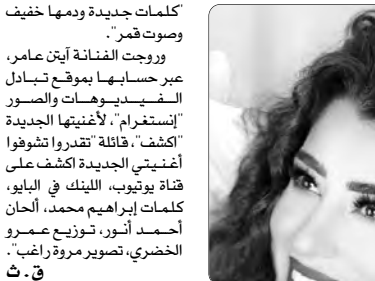 "كلمات جديدة ودمها خفيف
وصوت قمر".
وروجت الفنانة آيتن عامر،
عبر حسابها بموقع تبادل
الفيديوهات والصور
"إنستغرام"، لأغنيتها الجديدة
"اكشف"، قائلة "تقدروا تشوفوا
أغنيتي الجديدة اكشف على
قناة يوتيوب، اللينك في البايو،
كلمات إبراهيم محمد، ألحان
أحمد أنور، توزيع عمرو
الخضري، تصوير مروة راغب".
ق. ث